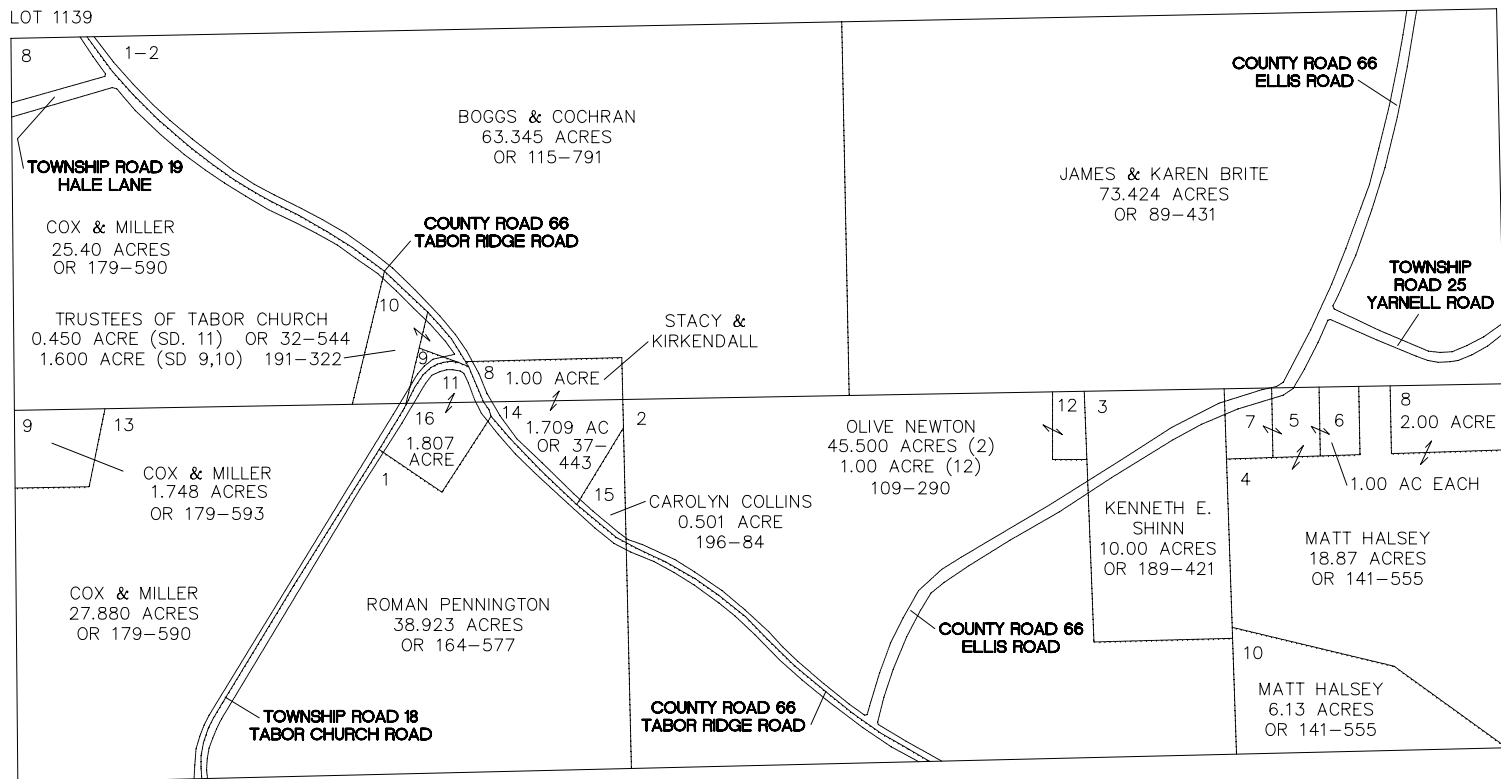 LOT 1139
8
1-2
BOGGS & COCHRAN
63.345 ACRES
OR 115-791
COUNTY ROAD 66
ELLIS ROAD
TOWNSHIP ROAD 19
HALE LANE
JAMES & KAREN BRITE
73.424 ACRES
OR 89-431
COX & MILLER
25.40 ACRES
OR 179-590
COUNTY ROAD 66
TABOR RIDGE ROAD
TOWNSHIP
ROAD 25
YARNELL ROAD
10
TRUSTEES OF TABOR CHURCH
0.450 ACRE (SD. 11) OR 32-544
1.600 ACRE (SD 9,10) 191-322
STACY &
KIRKENDALL
9
8
11
1.00 ACRE
9
13
16
14
2
12
3
7
5
6
8
2.00 ACRE
1.807
ACRE
1.709 AC
OR 37-
443
OLIVE NEWTON
45.500 ACRES (2)
1.00 ACRE (12)
109-290
COX & MILLER
1.748 ACRES
OR 179-593
1
15
4
1.00 AC EACH
CAROLYN COLLINS
0.501 ACRE
196-84
KENNETH E.
SHINN
10.00 ACRES
OR 189-421
MATT HALSEY
18.87 ACRES
OR 141-555
COX & MILLER
27.880 ACRES
OR 179-590
ROMAN PENNINGTON
38.923 ACRES
OR 164-577
COUNTY ROAD 66
ELLIS ROAD
10
MATT HALSEY
6.13 ACRES
OR 141-555
TOWNSHIP ROAD 18
TABOR CHURCH ROAD
COUNTY ROAD 66
TABOR RIDGE ROAD